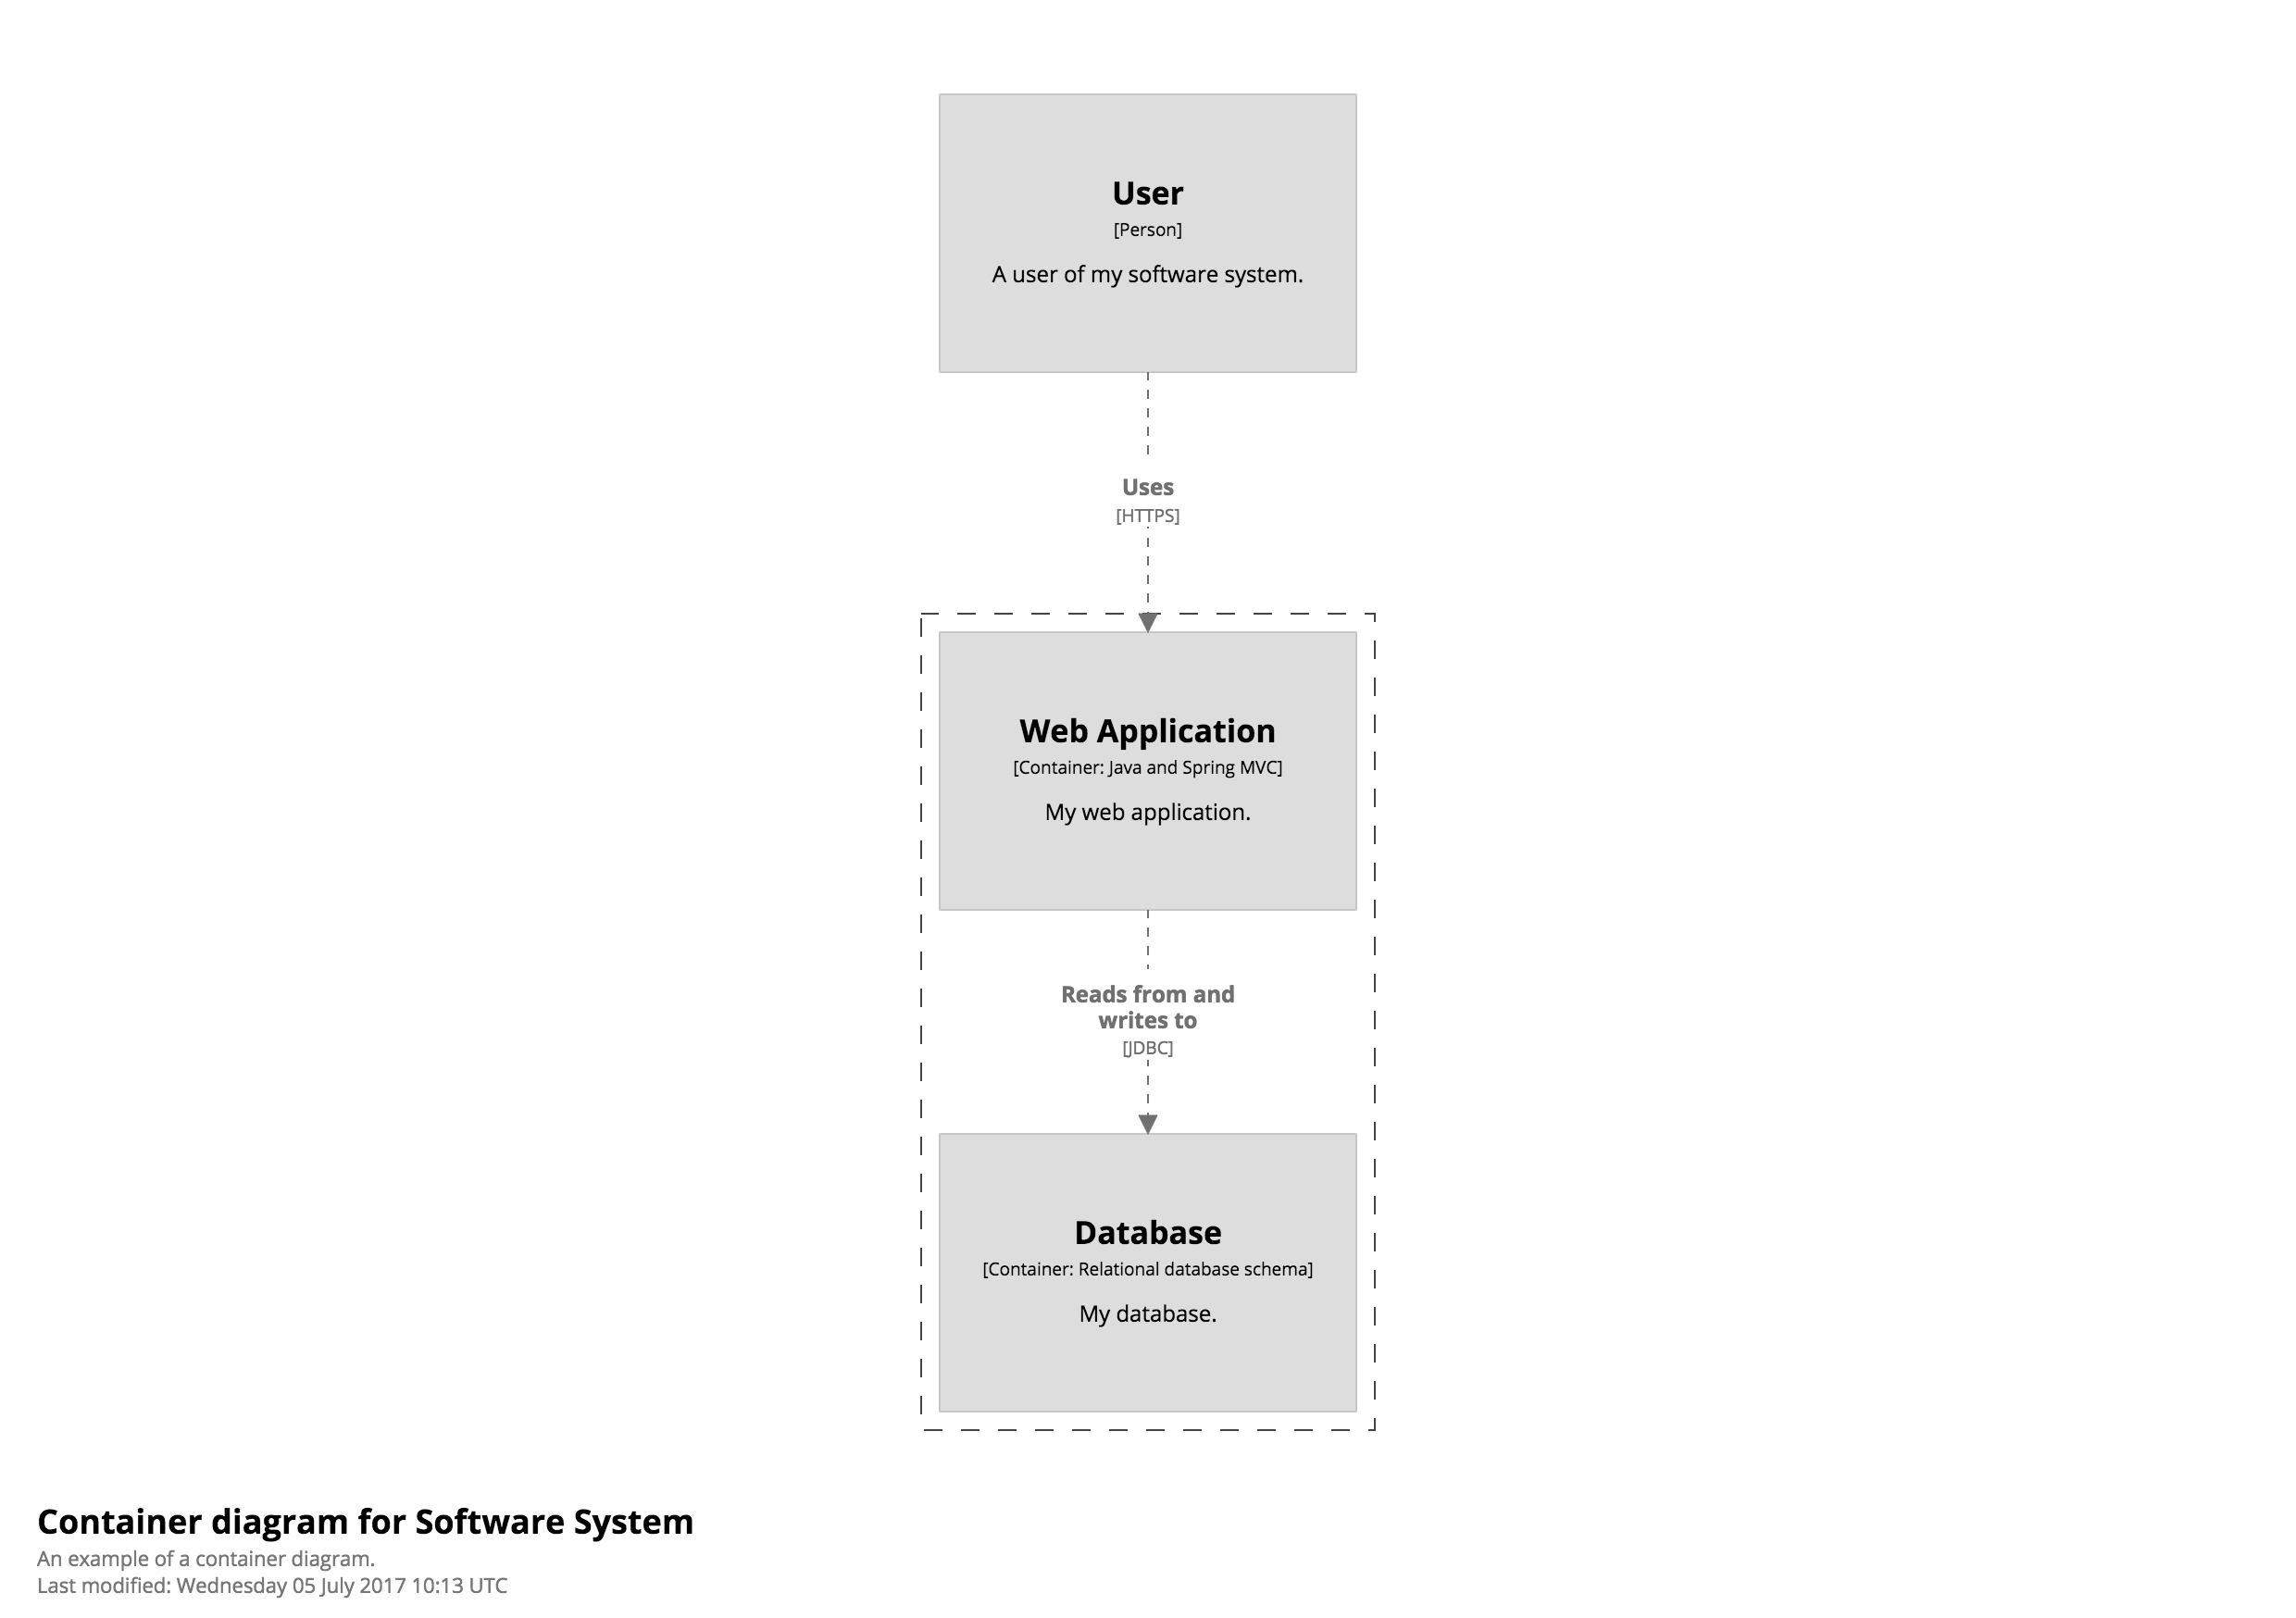 User
[Person]
A user of my software system.
Uses
[HTTPS]
Web Application
[Container: Java and Spring MVC]
My web application.
Reads from and
writes to
[JDBC]
Database
[Container: Relational database schema]
My database.
Container diagram for Software System
An example of a container diagram.
Last modified: Wednesday 05 July 2017 10:13 UTC